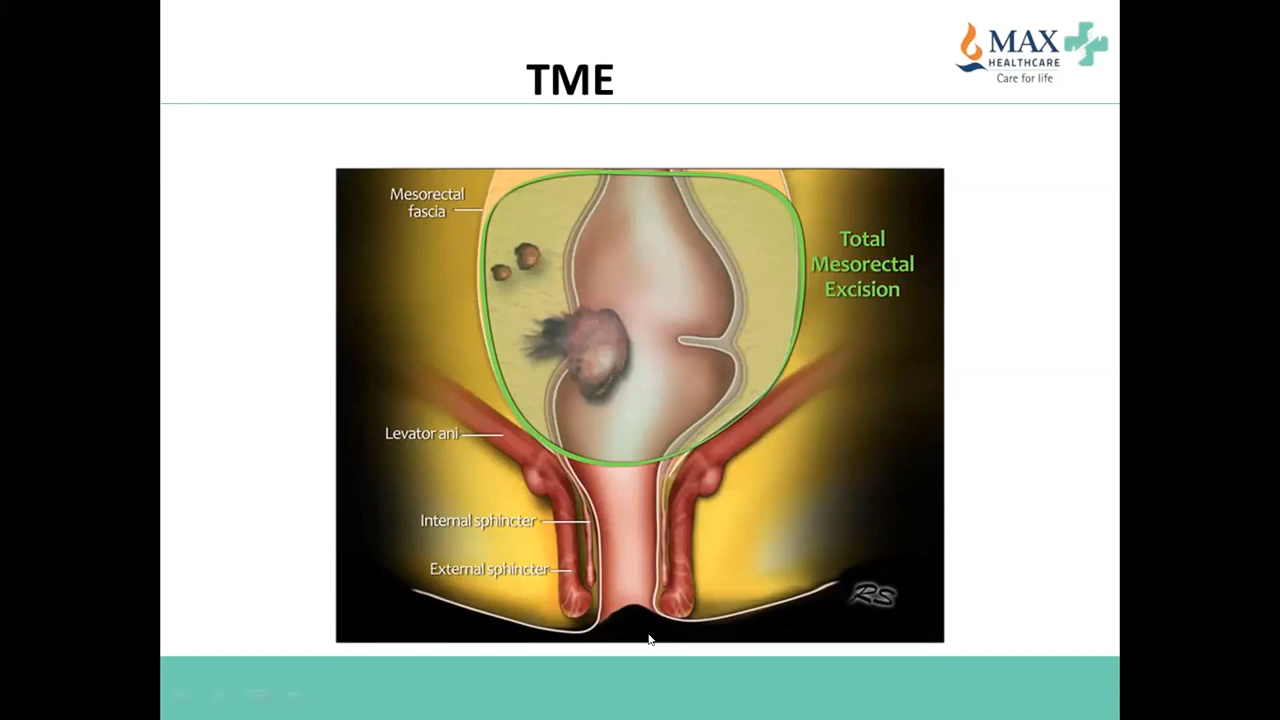 TME
MAX
HEALTHCARE
Care for life
Mesorectal
fascia
Total
Mesorectal
Excision
Levator ani
Internal sphincter
External sphincter
RS